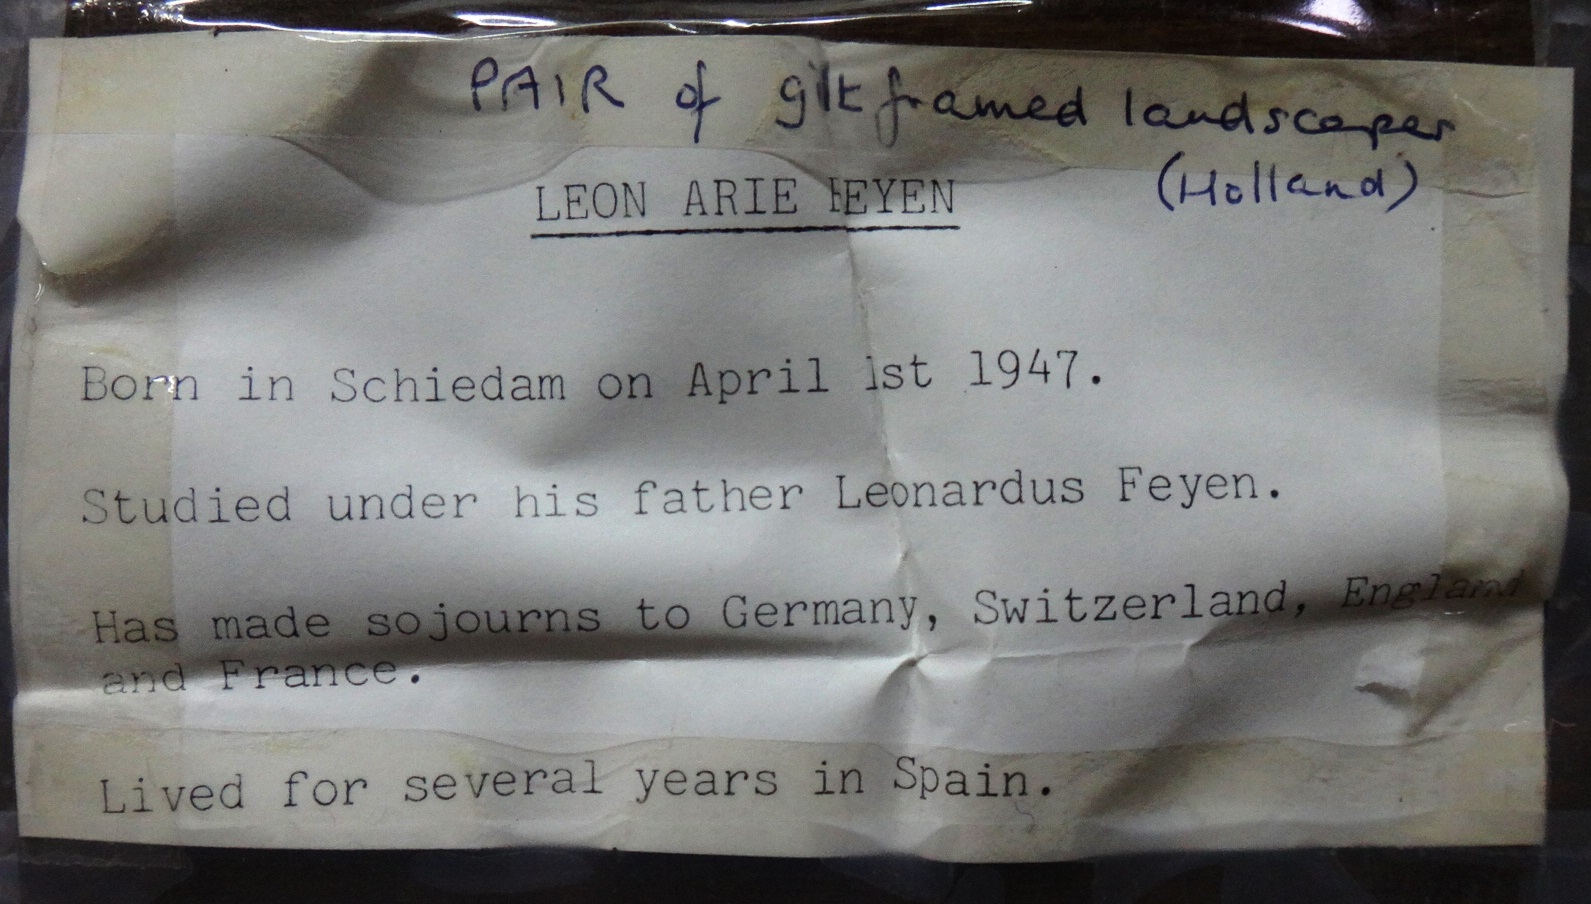 PAIR of gilt framed landscapes
(Holland)
LEON ARIE FEYEN
Born in Schiedam on April 1st 1947.
Studied under his father Leonardus Feyen.
Has made sojourns to Germany, Switzerland, England
and France.
Lived for several years in Spain.